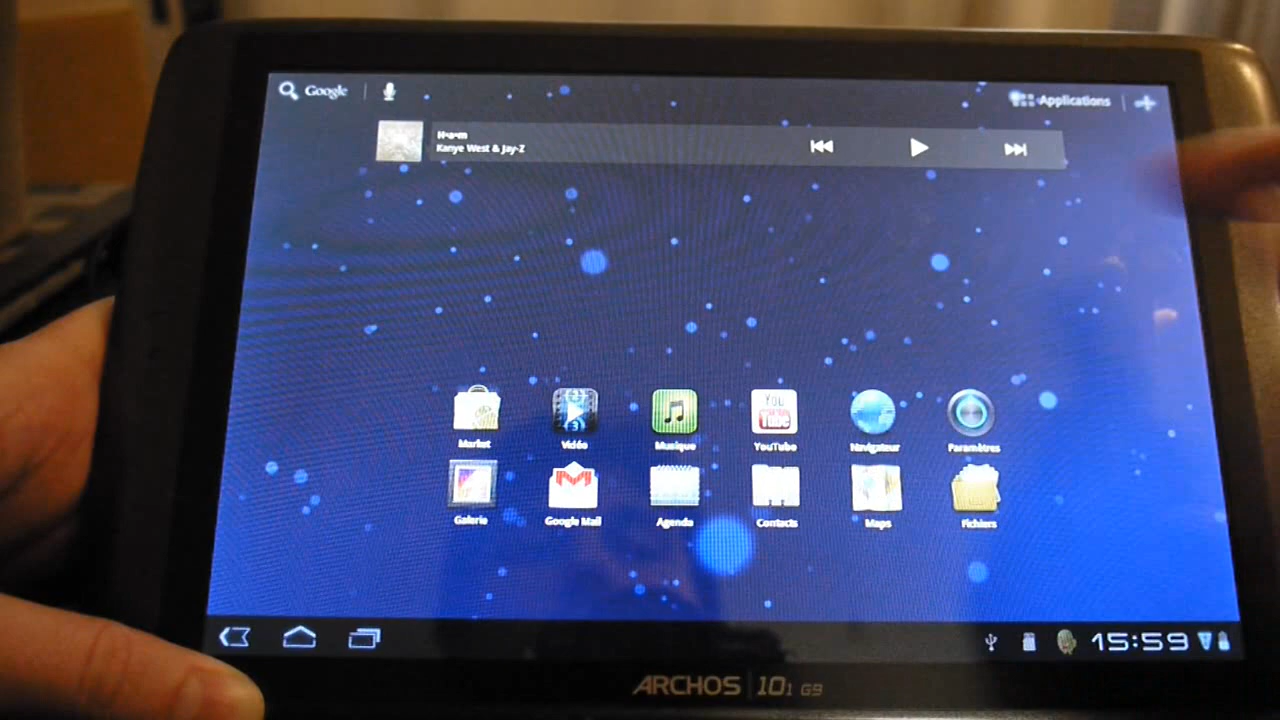 Google
Applications
H•a•m
Kanye West & Jay-Z
Market Vidéo Musique YouTube Navigateur Paramètres
Galerie Google Mail Agenda Contacts Maps Fichiers
15:59
ARCHOS 101 G9